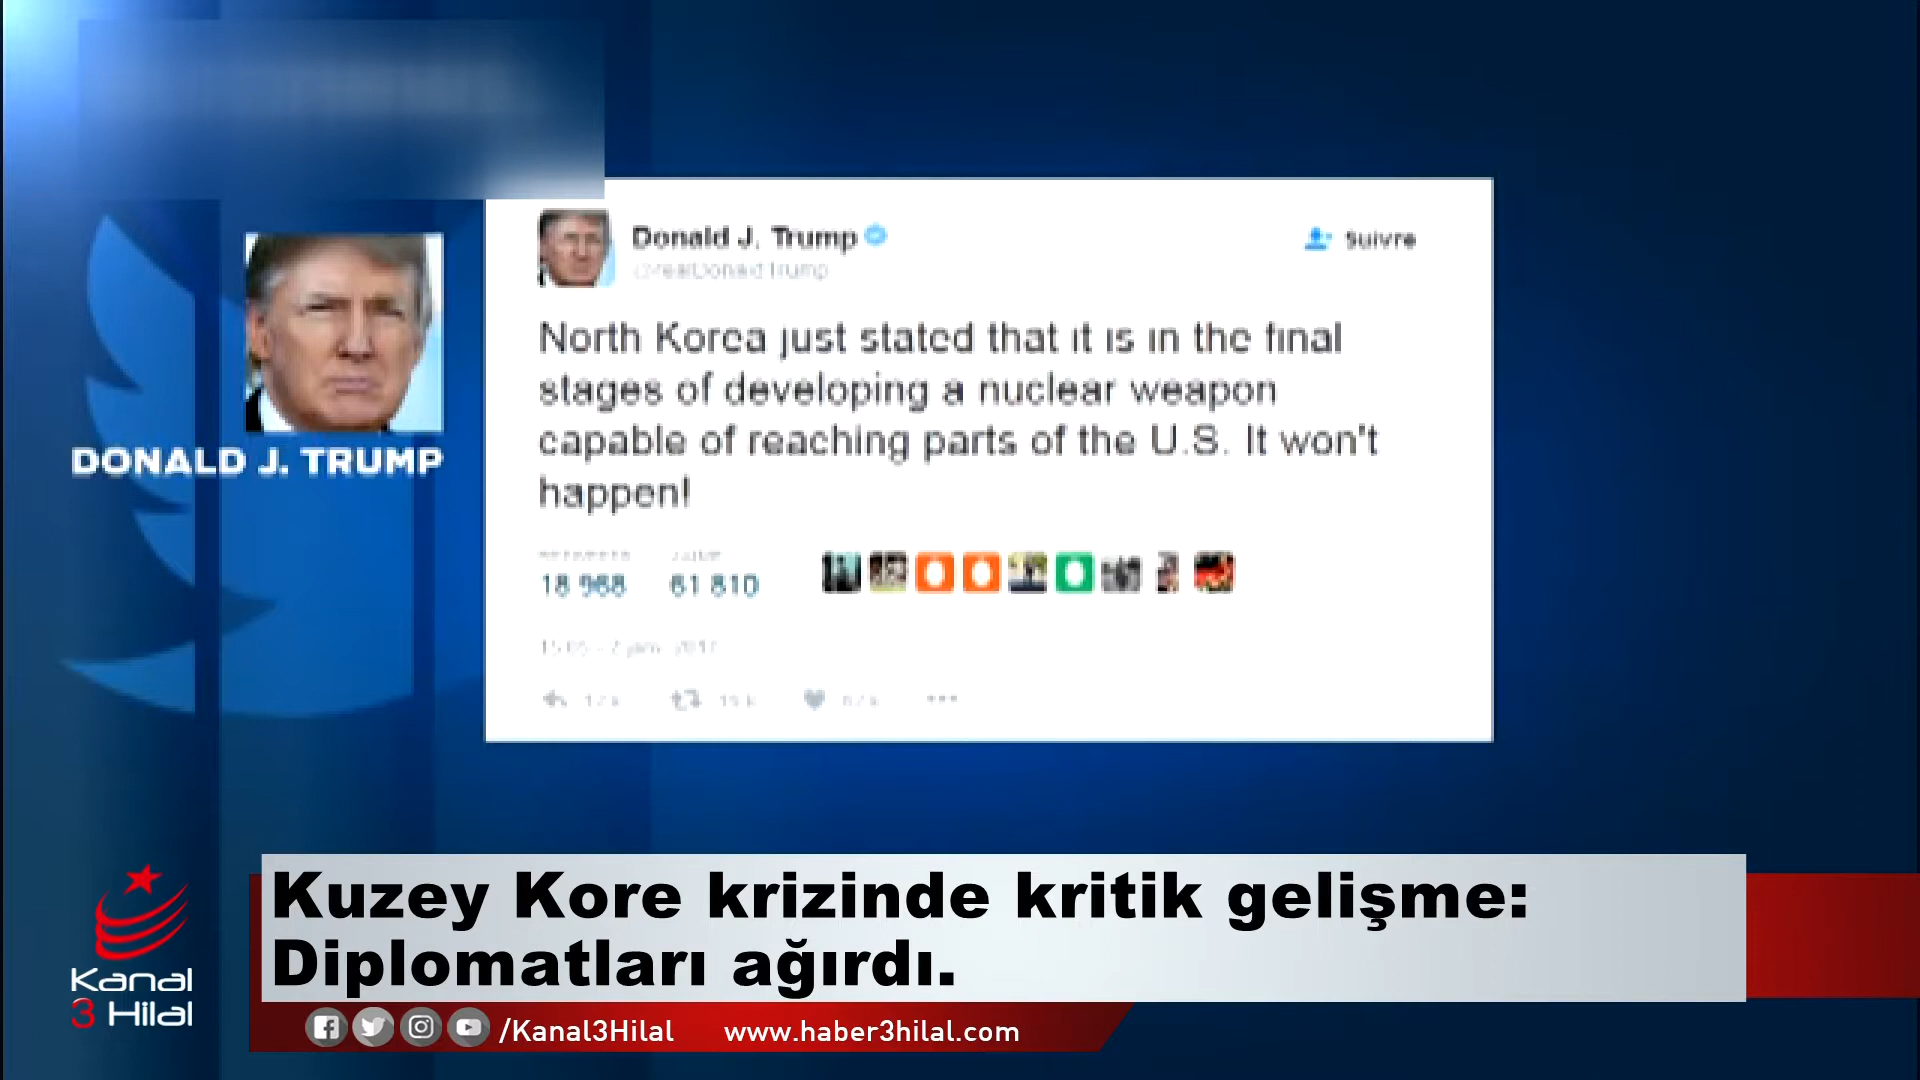 Donald J. Trump
@realDonaldTrump
Suivre
North Korea just stated that it is in the final
stages of developing a nuclear weapon
capable of reaching parts of the U.S. It won't
happen!
18 968
61 810
DONALD J. TRUMP
Kuzey Kore krizinde kritik gelişme:
Diplomatları ağırdı.
Kanal
3 Hilal
/Kanal3Hilal
www.haber3hilal.com